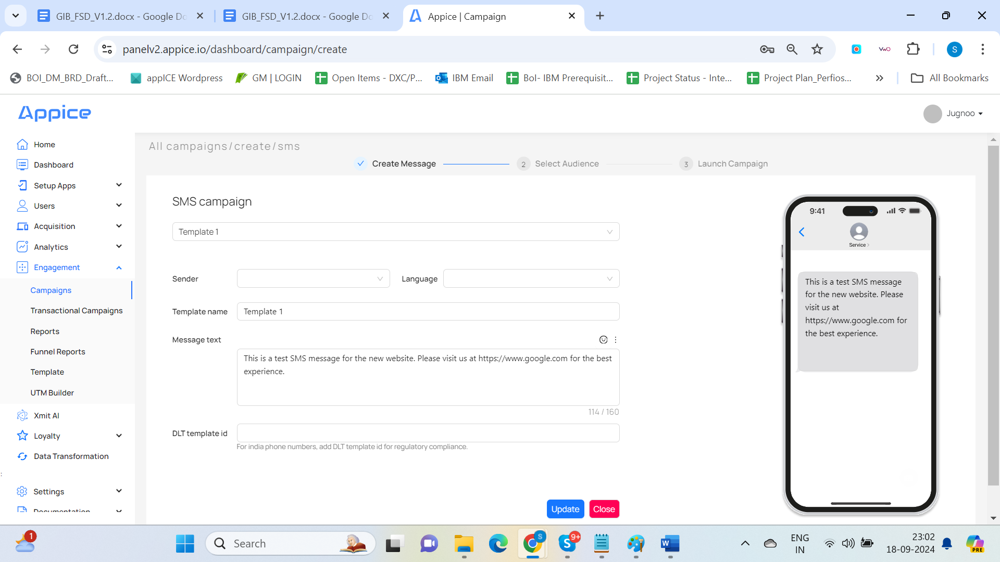 GIB_FSD_V1.2.docx - Google Do
GIB_FSD_V1.2.docx - Google Do
Appice | Campaign
panelv2.appice.io/dashboard/campaign/create
VWO
S
BOI_DM_BRD_Draft...
appICE Wordpress
GM | LOGIN
Open Items - DXC/P...
IBM Email
BoI- IBM Prerequisit...
Project Status - Inte...
Project Plan_Perfios...
All Bookmarks
Appice
Jugnoo
Home
Dashboard
Setup Apps
Users
Acquisition
Analytics
Engagement
Campaigns
Transactional Campaigns
Reports
Funnel Reports
Template
UTM Builder
Xmit AI
Loyalty
Data Transformation
:
Settings
Documentation
All campaigns/create/sms
Create Message
2 Select Audience
3 Launch Campaign
SMS campaign
Template 1
Sender
Language
Template name
Template 1
Message text
This is a test SMS message for the new website. Please visit us at https://www.google.com for the best
experience.
114 / 160
DLT template id
For india phone numbers, add DLT template id for regulatory compliance.
Update
Close
9:41
Service
This is a test SMS message
for the new website. Please
visit us at
https://www.google.com for
the best experience.
1
Search
S
9+
S
W
ENG
IN
23:02
18-09-2024
PRE